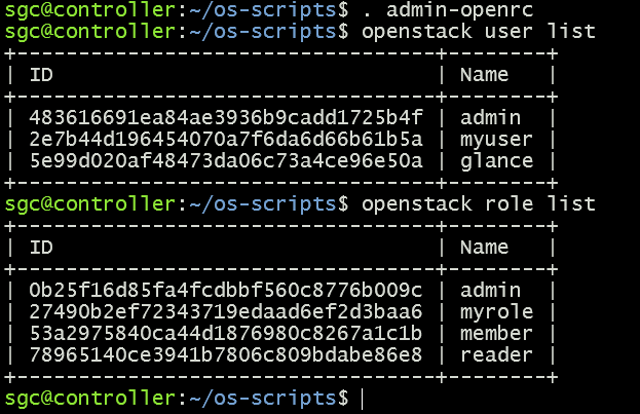 sgc@controller:~/os-scripts$ . admin-openrc
sgc@controller:~/os-scripts$ openstack user list
+----------------------------------+--------+
| ID                               | Name   |
+----------------------------------+--------+
| 483616691ea84ae3936b9cadd1725b4f | admin  |
| 2e7b44d196454070a7f6da6d66b61b5a | myuser |
| 5e99d020af48473da06c73a4ce96e50a | glance |
+----------------------------------+--------+
sgc@controller:~/os-scripts$ openstack role list
+----------------------------------+--------+
| ID                               | Name   |
+----------------------------------+--------+
| 0b25f16d85fa4fcdbbf560c8776b009c | admin  |
| 27490b2ef72343719edaad6ef2d3baa6 | myrole |
| 53a2975840ca44d1876980c8267a1c1b | member |
| 78965140ce3941b7806c809bdabe86e8 | reader |
+----------------------------------+--------+
sgc@controller:~/os-scripts$